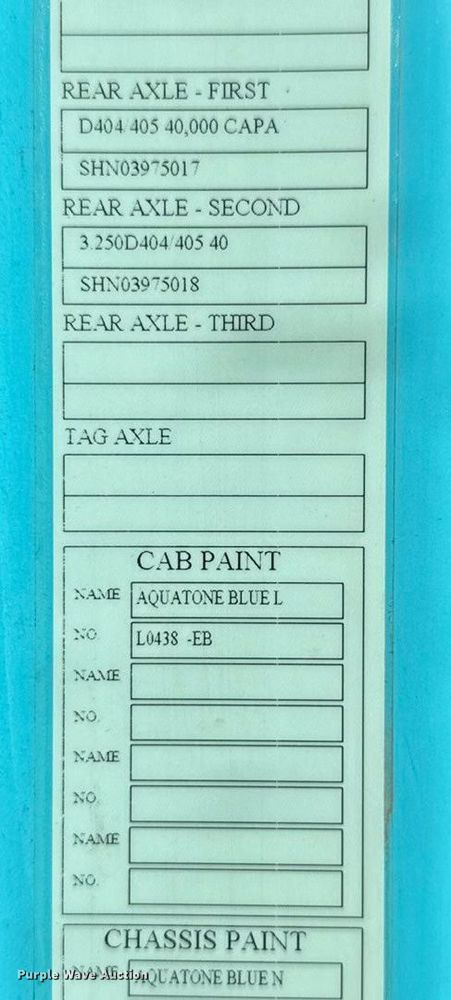 REAR AXLE - FIRST
D404 405 40,000 CAPA
SHN03975017
REAR AXLE - SECOND
3.250D404/405 40
SHN03975018
REAR AXLE - THIRD
TAG AXLE
CAB PAINT
NAME AQUATONE BLUE L
NO. L0438 -EB
NAME
NO.
NAME
NO.
NAME
NO.
CHASSIS PAINT
NAME AQUATONE BLUE N
Purple Wave Auction